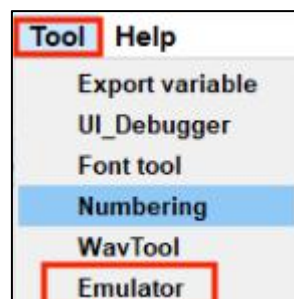 Tool Help
Export variable
UI_Debugger
Font tool
Numbering
WavTool
Emulator